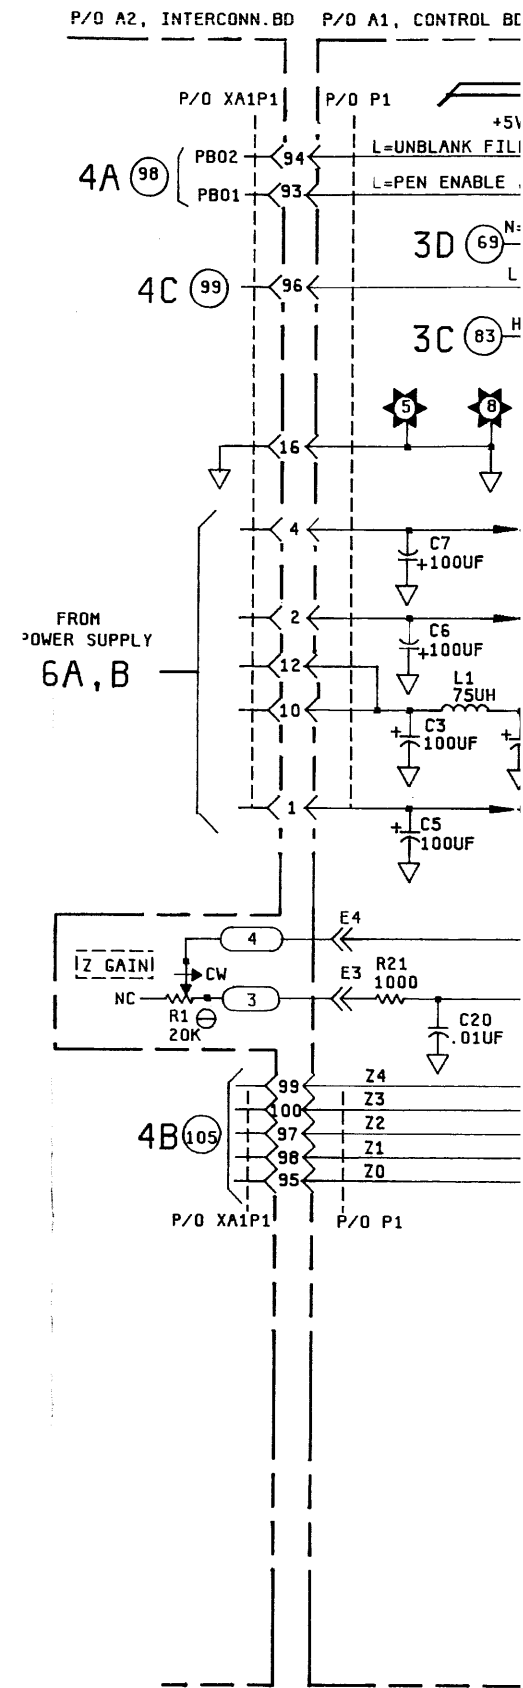 P/O A2, INTERCONN.BD P/O A1, CONTROL BD
P/O XA1P1 P/O P1
+5V
L=UNBLANK FILL
4A 98 PB02 94
PB01 93 L=PEN ENABLE
3D 69 N=
4C 99 96 L
3C 83 H
5 8
16
4
C7
+100UF
2
FROM
POWER SUPPLY
6A,B
C6
+100UF
12
L1
75UH
10
+ C3
100UF
+
1
+ C5
100UF
E4
4
Z GAIN
CW
NC
R1
20K
3
E3 R21
1000
C20
.01UF
4B 105
99 Z4
100 Z3
97 Z2
98 Z1
95 Z0
P/O XA1P1 P/O P1